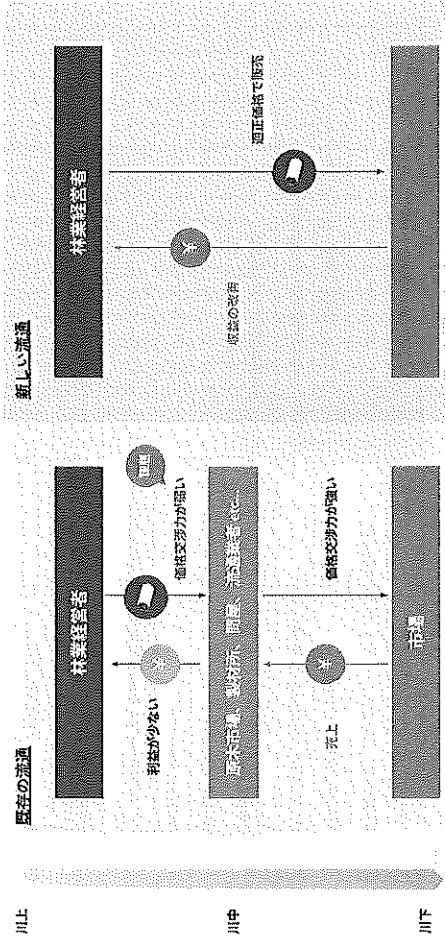 川上
川中
川下
既存の流通
林業経営者
利益が少ない
価格交渉力が弱い
原木市場、製材所、問屋、流通業者 etc...
売上
価格交渉力が強い
市場
新しい流通
林業経営者
収益の改善
適正価格で販売